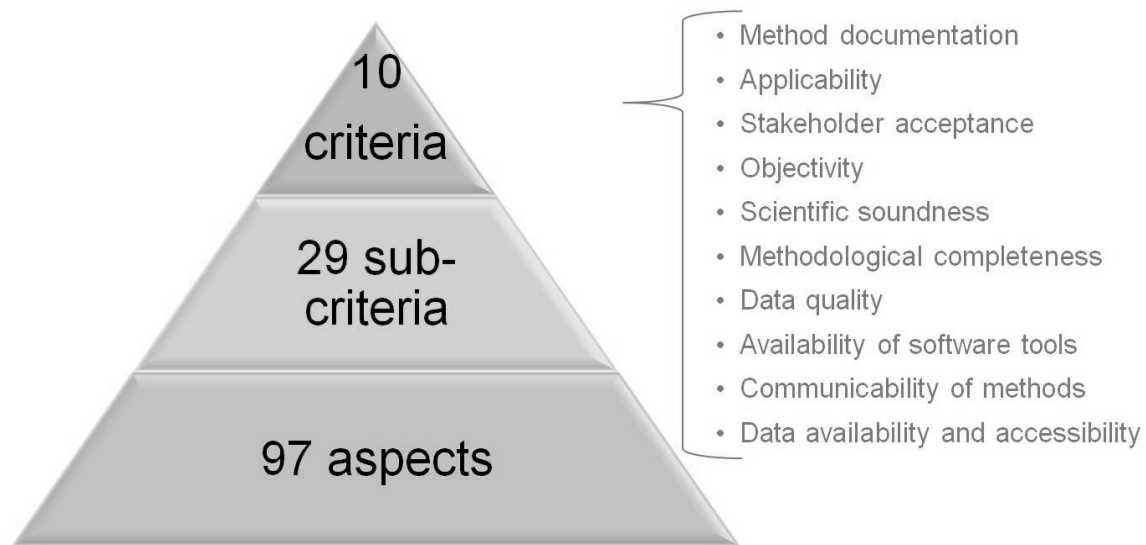 10
criteria
29 sub-
criteria
97 aspects
• Method documentation
• Applicability
• Stakeholder acceptance
• Objectivity
• Scientific soundness
• Methodological completeness
• Data quality
• Availability of software tools
• Communicability of methods
• Data availability and accessibility